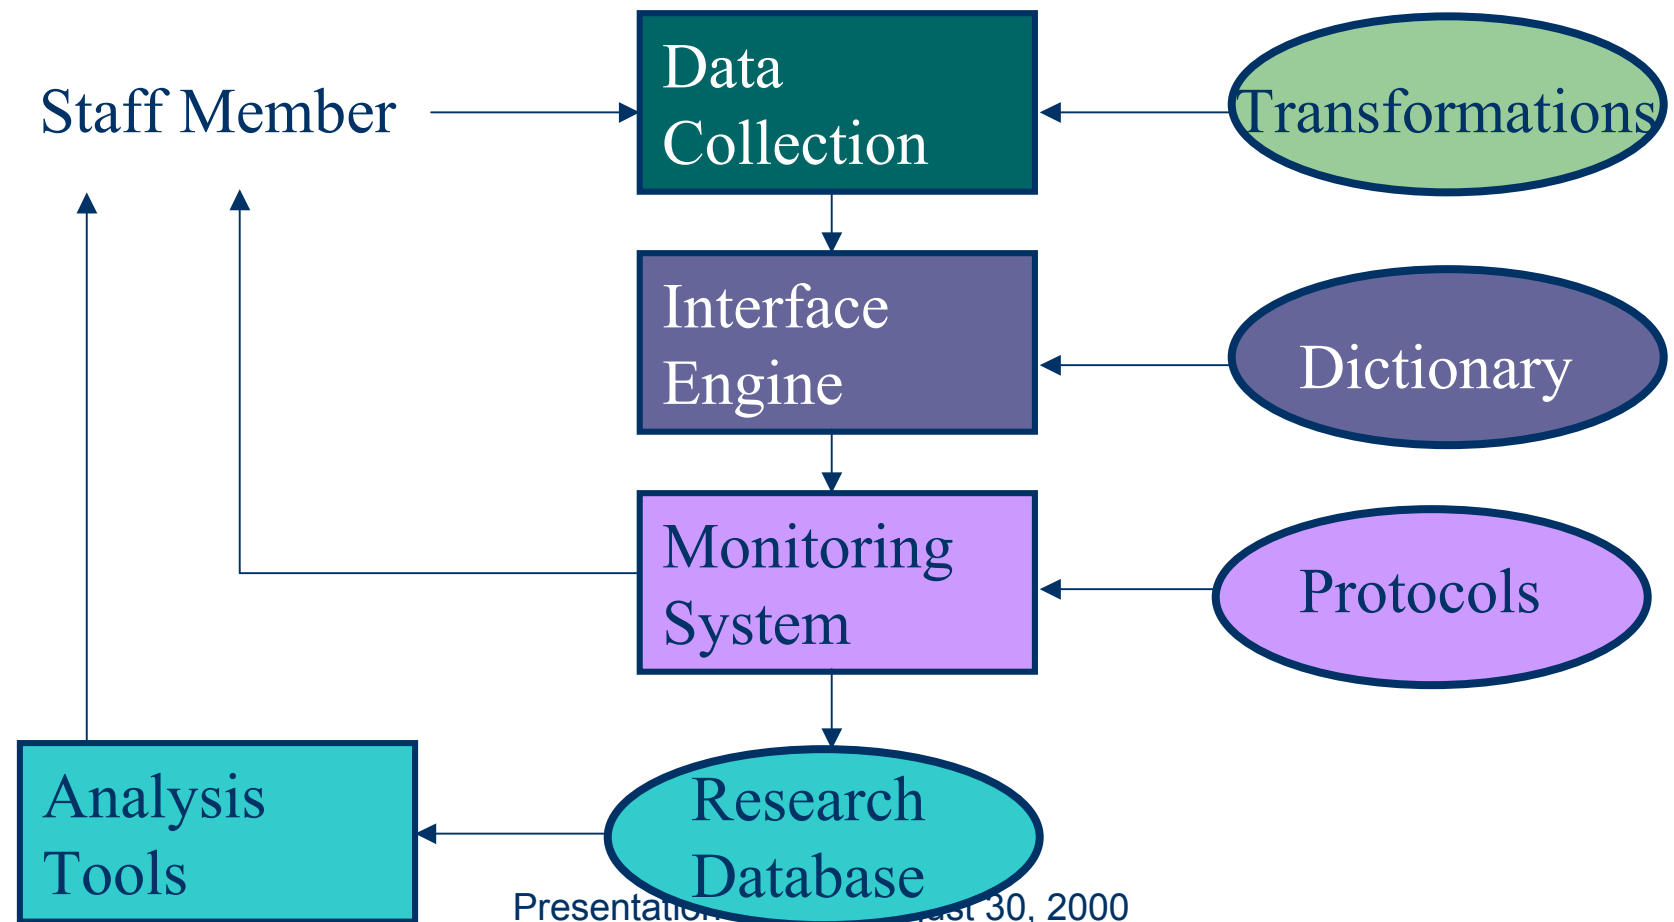 Staff Member
Data
Collection
Transformations
Interface
Engine
Dictionary
Monitoring
System
Protocols
Analysis
Tools
Research
Database
30, 2000